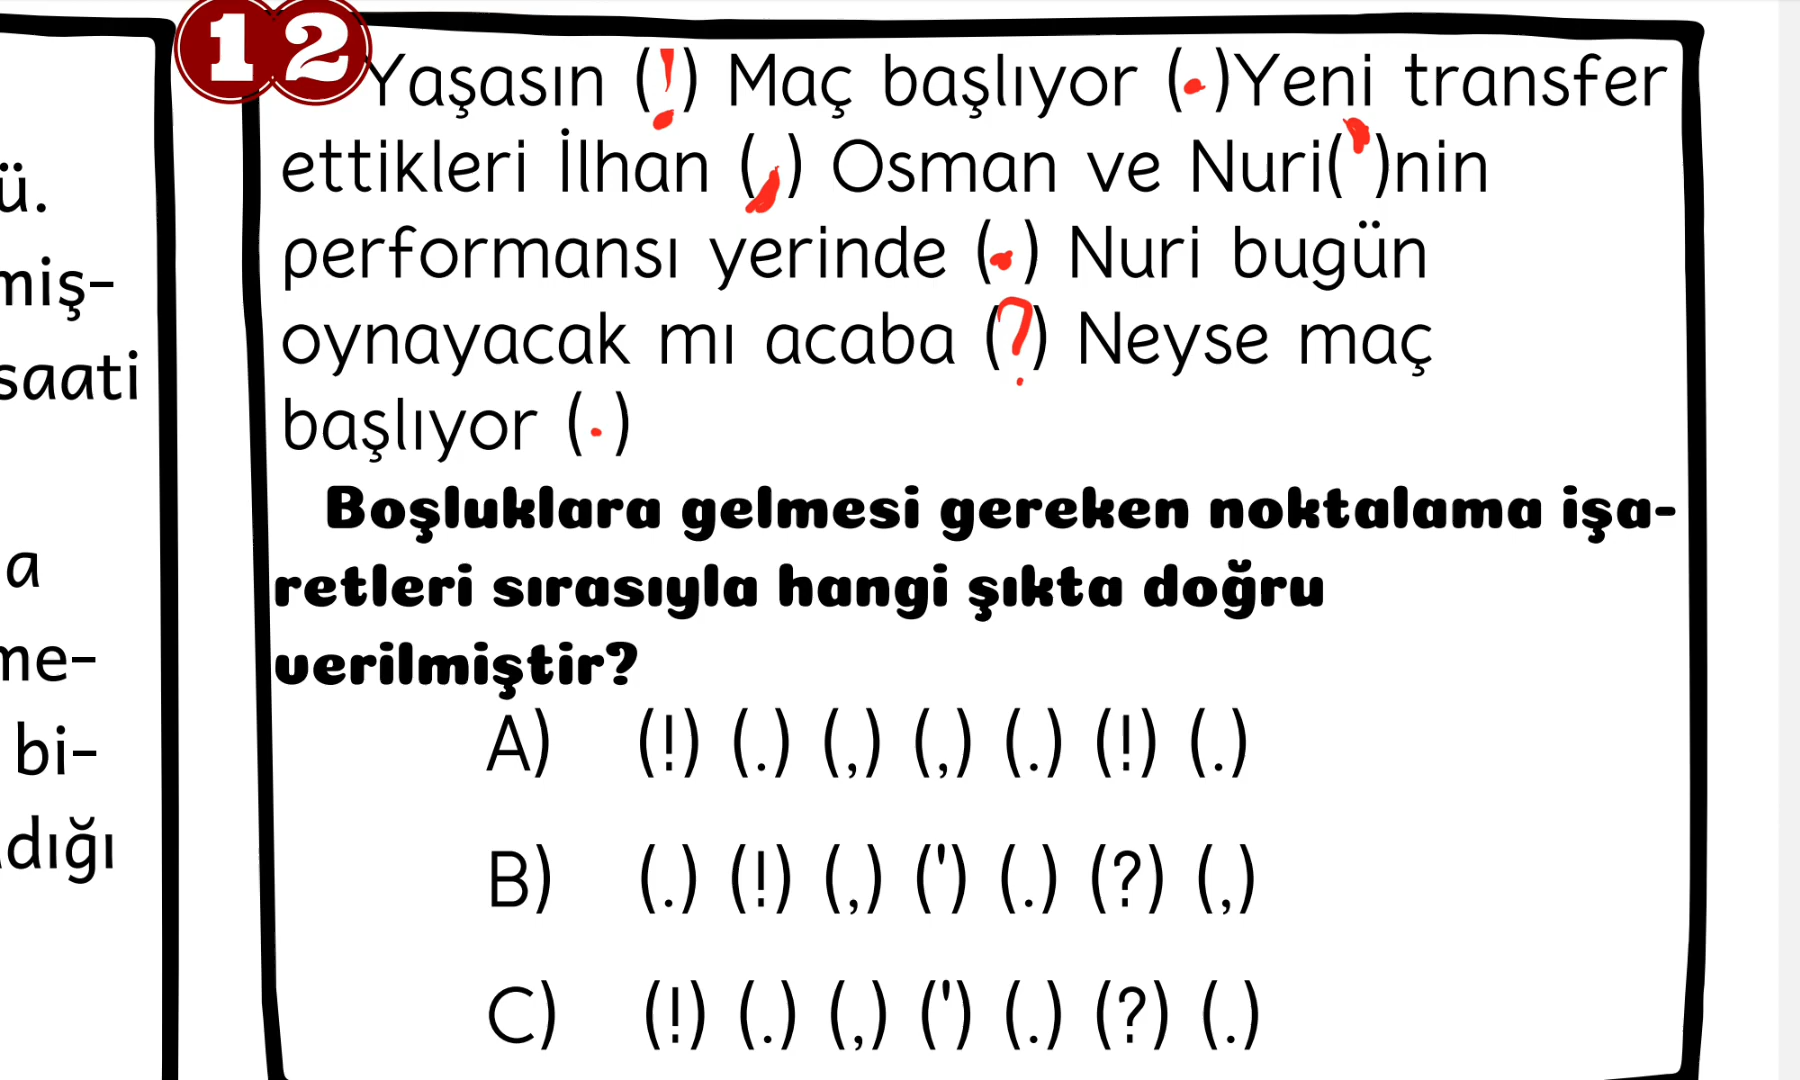 ü.
miş-
saati
a
me-
bi-
dığı
12
Yaşasın (!) Maç başlıyor (.)Yeni transfer
ettikleri İlhan (,) Osman ve Nuri(')nin
performansı yerinde (.) Nuri bugün
oynayacak mı acaba (?) Neyse maç
başlıyor (.)
Boşluklara gelmesi gereken noktalama işa-
retleri sırasıyla hangi şıkta doğru
verilmiştir?
A) (!) (.) (,) (,) (.) (!) (.)
B) (.) (!) (,) (') (.) (?) (,)
C) (!) (.) (,) (') (.) (?) (.)